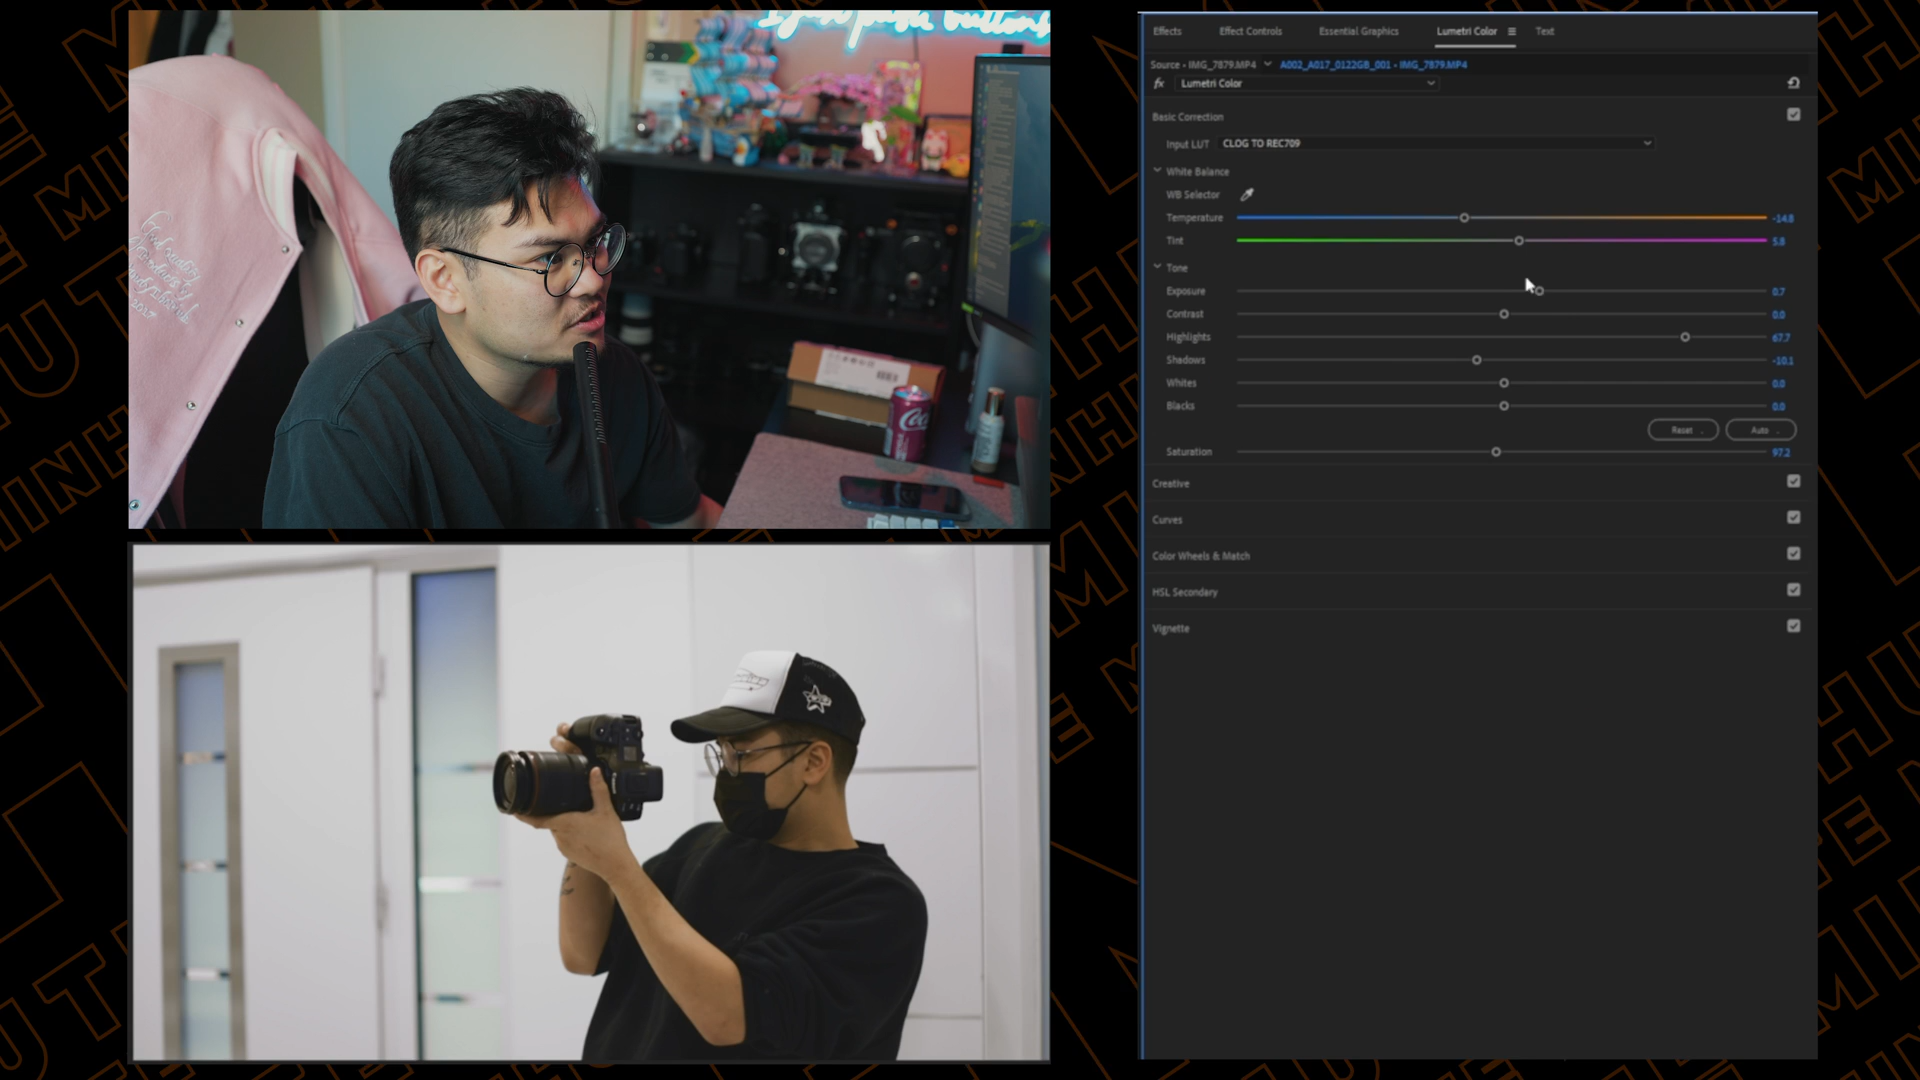 I just push buttons
Effects
Effect Controls
Essential Graphics
Lumetri Color
Text
Source • IMG_7879.MP4
A002_A017_0122GB_001 • IMG_7879.MP4
fx
Lumetri Color
Basic Correction
Input LUT
CLOG TO REC709
White Balance
WB Selector
Temperature
-14.8
Tint
5.8
Tone
Exposure
0.7
Contrast
0.0
Highlights
67.7
Shadows
-10.1
Whites
0.0
Blacks
0.0
Reset
Auto
Saturation
97.2
Creative
Curves
Color Wheels & Match
HSL Secondary
Vignette